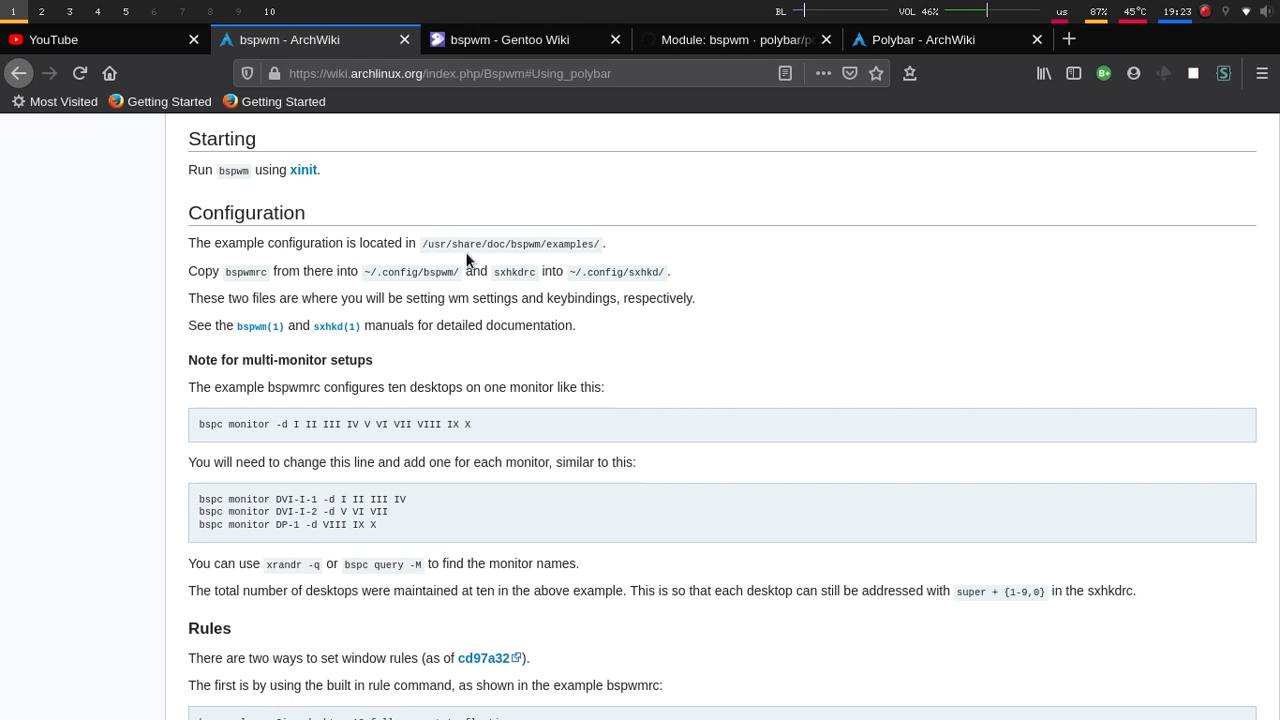 1 2 3 4 5 6 7 8 9 10 BL VOL 46% us 87% 45°C 19:23
YouTube bspwm - ArchWiki bspwm - Gentoo Wiki Module: bspwm · polybar/p Polybar - ArchWiki
https://wiki.archlinux.org/index.php/Bspwm#Using_polybar
Most Visited Getting Started Getting Started
Starting
Run bspwm using xinit.
Configuration
The example configuration is located in /usr/share/doc/bspwm/examples/ .
Copy bspwmrc from there into ~/.config/bspwm/ and sxhkdrc into ~/.config/sxhkd/ .
These two files are where you will be setting wm settings and keybindings, respectively.
See the bspwm(1) and sxhkd(1) manuals for detailed documentation.
Note for multi-monitor setups
The example bspwmrc configures ten desktops on one monitor like this:
bspc monitor -d I II III IV V VI VII VIII IX X
You will need to change this line and add one for each monitor, similar to this:
bspc monitor DVI-I-1 -d I II III IV
bspc monitor DVI-I-2 -d V VI VII
bspc monitor DP-1 -d VIII IX X
You can use xrandr -q or bspc query -M to find the monitor names.
The total number of desktops were maintained at ten in the above example. This is so that each desktop can still be addressed with super + {1-9,0} in the sxhkdrc.
Rules
There are two ways to set window rules (as of cd97a32).
The first is by using the built in rule command, as shown in the example bspwmrc: